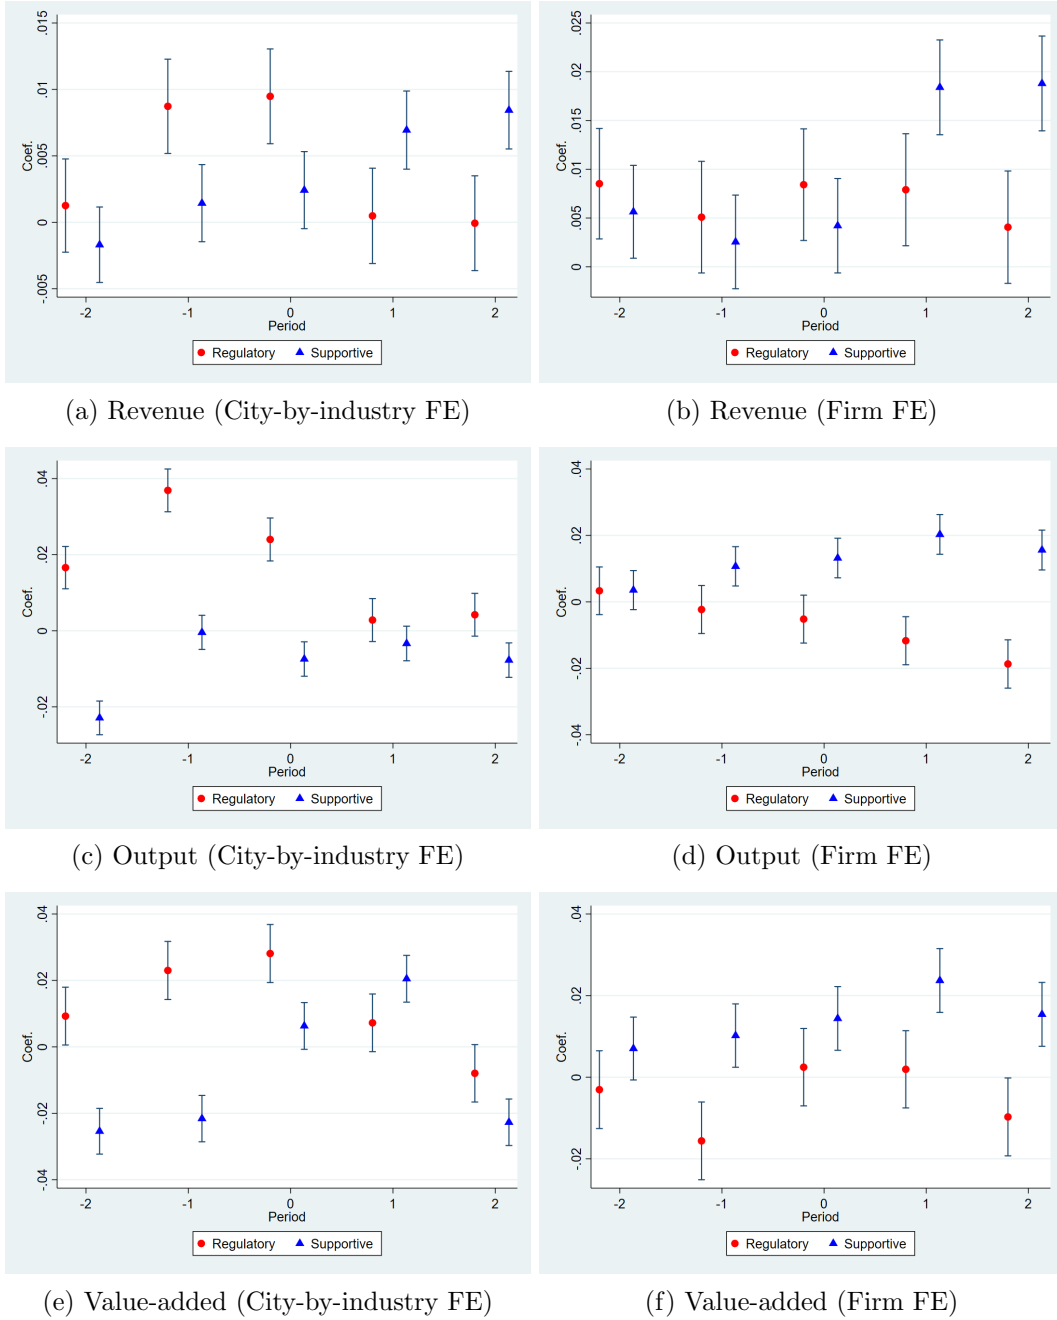 .015
.01
.005
0
-.005
Coef.
-2 -1 0 1 2
Period
Regulatory Supportive
(a) Revenue (City-by-industry FE)
.025
.02
.015
.01
.005
0
Coef.
-2 -1 0 1 2
Period
Regulatory Supportive
(b) Revenue (Firm FE)
.04
.02
0
-.02
Coef.
-2 -1 0 1 2
Period
Regulatory Supportive
(c) Output (City-by-industry FE)
.04
.02
0
-.02
-.04
Coef.
-2 -1 0 1 2
Period
Regulatory Supportive
(d) Output (Firm FE)
.04
.02
0
-.02
-.04
Coef.
-2 -1 0 1 2
Period
Regulatory Supportive
(e) Value-added (City-by-industry FE)
.04
.02
0
-.02
Coef.
-2 -1 0 1 2
Period
Regulatory Supportive
(f) Value-added (Firm FE)